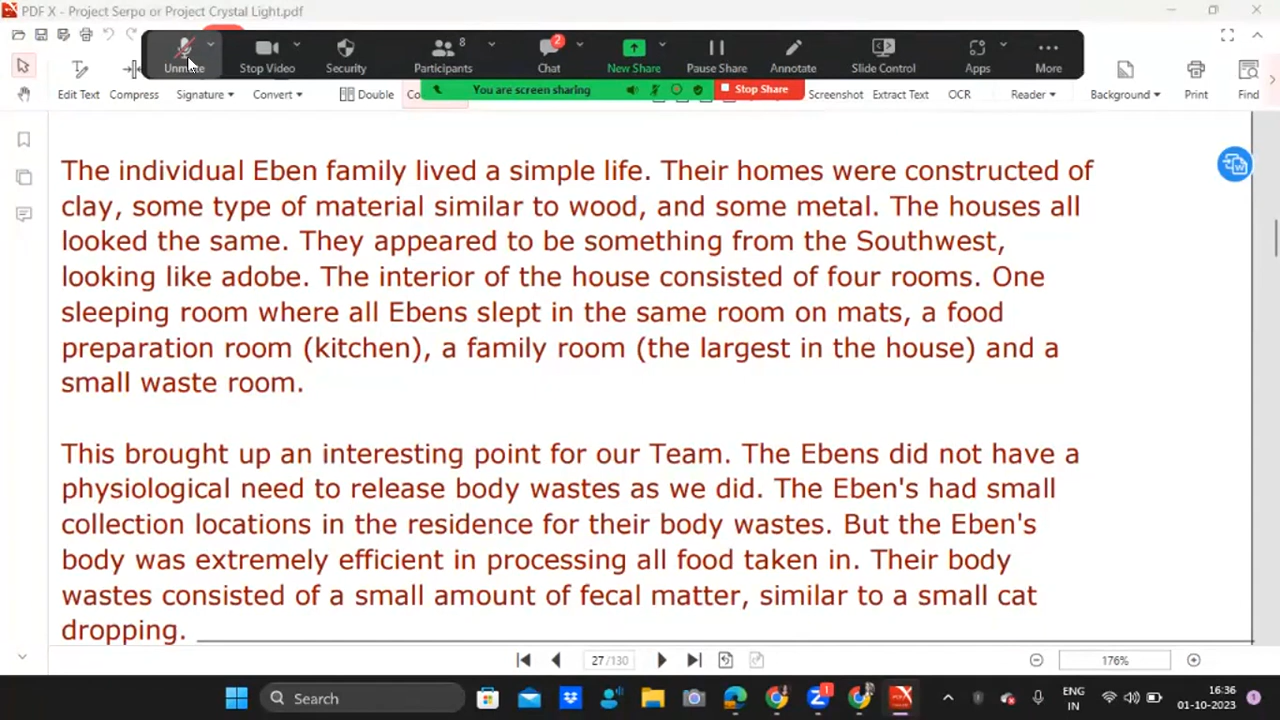 PDF X - Project Serpo or Project Crystal Light.pdf
8
2
Unmute
Stop Video
Security
Participants
Chat
New Share
Pause Share
Annotate
Slide Control
Apps
More
You are screen sharing
Stop Share
Edit Text
Compress
Signature
Convert
Double
Screenshot
Extract Text
OCR
Reader
Background
Print
Find
The individual Eben family lived a simple life. Their homes were constructed of
clay, some type of material similar to wood, and some metal. The houses all
looked the same. They appeared to be something from the Southwest,
looking like adobe. The interior of the house consisted of four rooms. One
sleeping room where all Ebens slept in the same room on mats, a food
preparation room (kitchen), a family room (the largest in the house) and a
small waste room.
This brought up an interesting point for our Team. The Ebens did not have a
physiological need to release body wastes as we did. The Eben's had small
collection locations in the residence for their body wastes. But the Eben's
body was extremely efficient in processing all food taken in. Their body
wastes consisted of a small amount of fecal matter, similar to a small cat
dropping.
27/130
176%
Search
1
ENG
IN
16:36
01-10-2023
1